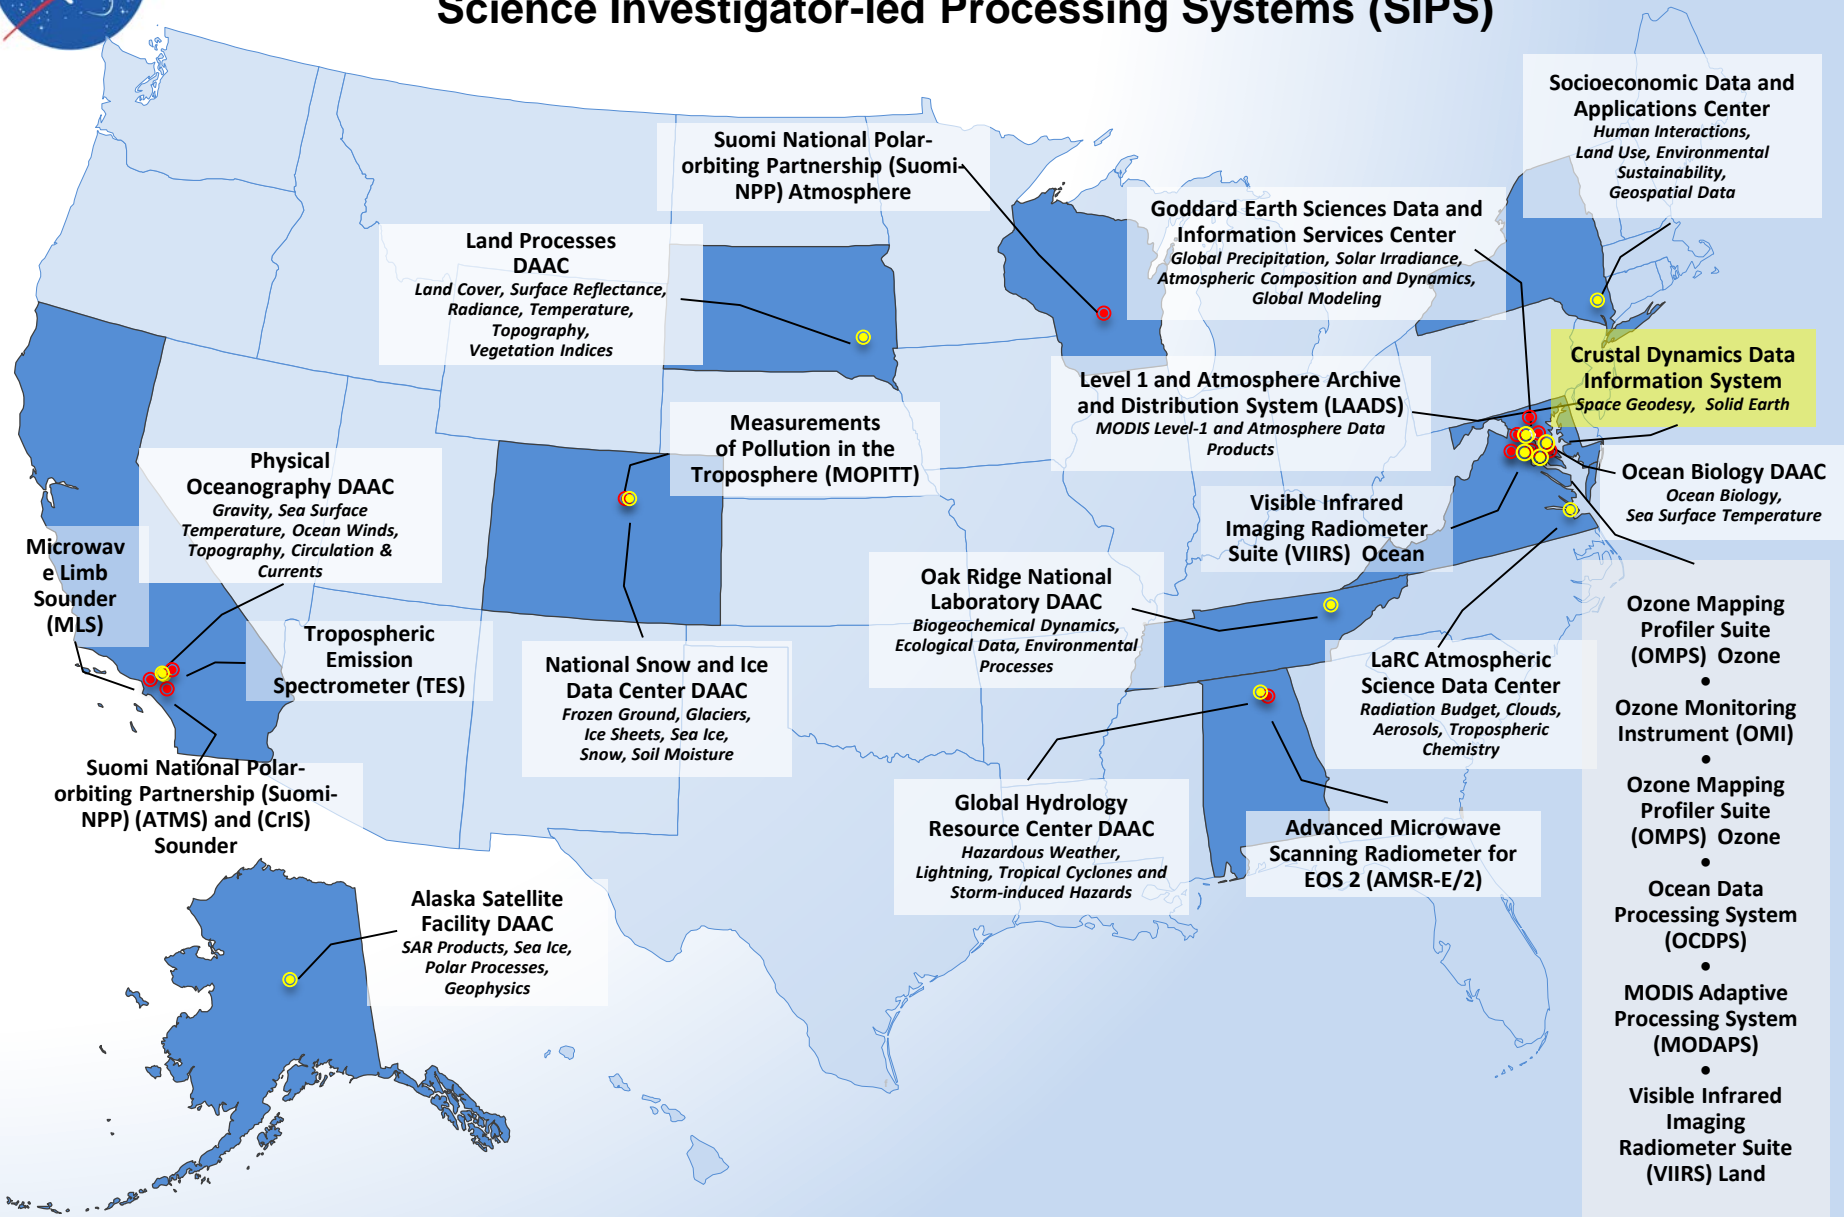 Science Investigator-led Processing Systems (SIPS)
Socioeconomic Data and
Applications Center
Human Interactions,
Land Use, Environmental
Sustainability,
Geospatial Data
Suomi National Polar-
orbiting Partnership (Suomi-
NPP) Atmosphere
Goddard Earth Sciences Data and
Information Services Center
Global Precipitation, Solar Irradiance,
Atmospheric Composition and Dynamics,
Global Modeling
Land Processes
DAAC
Land Cover, Surface Reflectance,
Radiance, Temperature,
Topography,
Vegetation Indices
Crustal Dynamics Data
Information System
Space Geodesy, Solid Earth
Level 1 and Atmosphere Archive
and Distribution System (LAADS)
MODIS Level-1 and Atmosphere Data
Products
Measurements
of Pollution in the
Troposphere (MOPITT)
Physical
Oceanography DAAC
Gravity, Sea Surface
Temperature, Ocean Winds,
Topography, Circulation &
Currents
Ocean Biology DAAC
Ocean Biology,
Sea Surface Temperature
Visible Infrared
Imaging Radiometer
Suite (VIIRS) Ocean
Microwav
e Limb
Sounder
(MLS)
Oak Ridge National
Laboratory DAAC
Biogeochemical Dynamics,
Ecological Data, Environmental
Processes
Tropospheric
Emission
Spectrometer (TES)
National Snow and Ice
Data Center DAAC
Frozen Ground, Glaciers,
Ice Sheets, Sea Ice,
Snow, Soil Moisture
LaRC Atmospheric
Science Data Center
Radiation Budget, Clouds,
Aerosols, Tropospheric
Chemistry
Ozone Mapping
Profiler Suite
(OMPS) Ozone
•
Ozone Monitoring
Instrument (OMI)
•
Ozone Mapping
Profiler Suite
(OMPS) Ozone
•
Ocean Data
Processing System
(OCDPS)
•
MODIS Adaptive
Processing System
(MODAPS)
•
Visible Infrared
Imaging
Radiometer Suite
(VIIRS) Land
Suomi National Polar-
orbiting Partnership (Suomi-
NPP) (ATMS) and (CrIS)
Sounder
Global Hydrology
Resource Center DAAC
Hazardous Weather,
Lightning, Tropical Cyclones and
Storm-induced Hazards
Advanced Microwave
Scanning Radiometer for
EOS 2 (AMSR-E/2)
Alaska Satellite
Facility DAAC
SAR Products, Sea Ice,
Polar Processes,
Geophysics